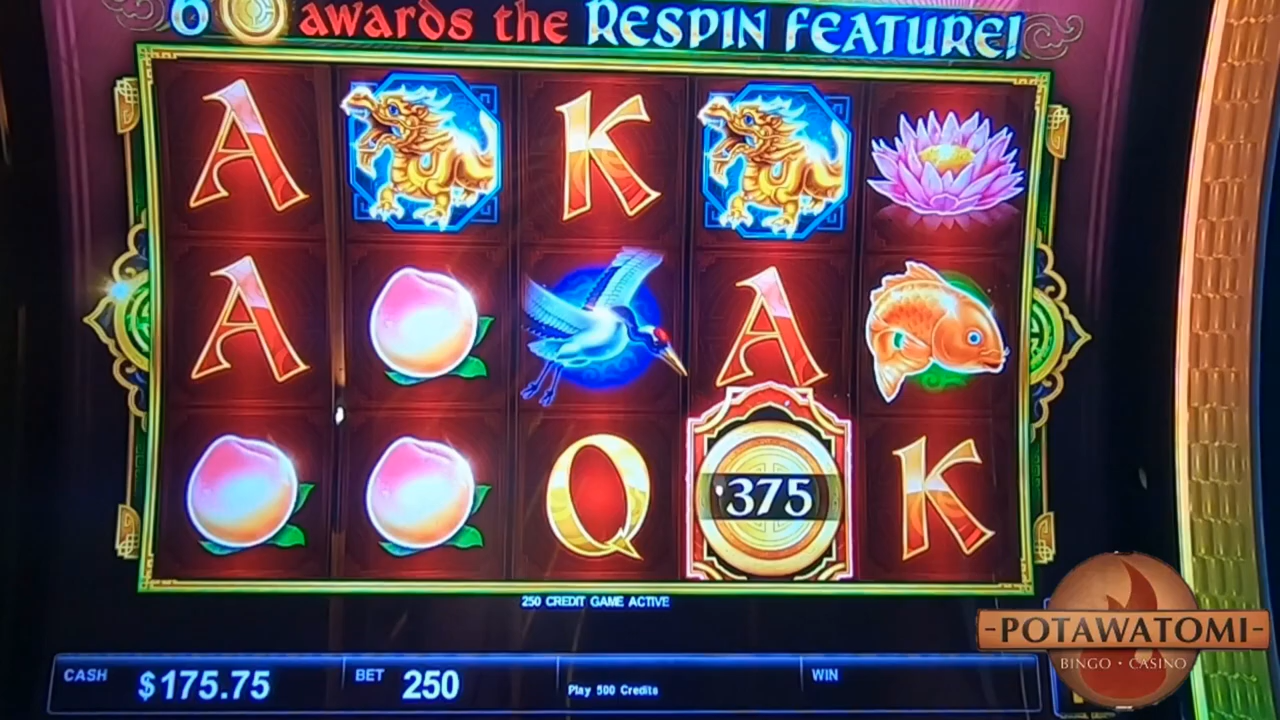 6 awards the RESPIN FEATURE!
A K
A A
Q 375 K
250 CREDIT GAME ACTIVE
CASH $175.75 BET 250 Play 500 Credits WIN
-POTAWATOMI-
BINGO • CASINO